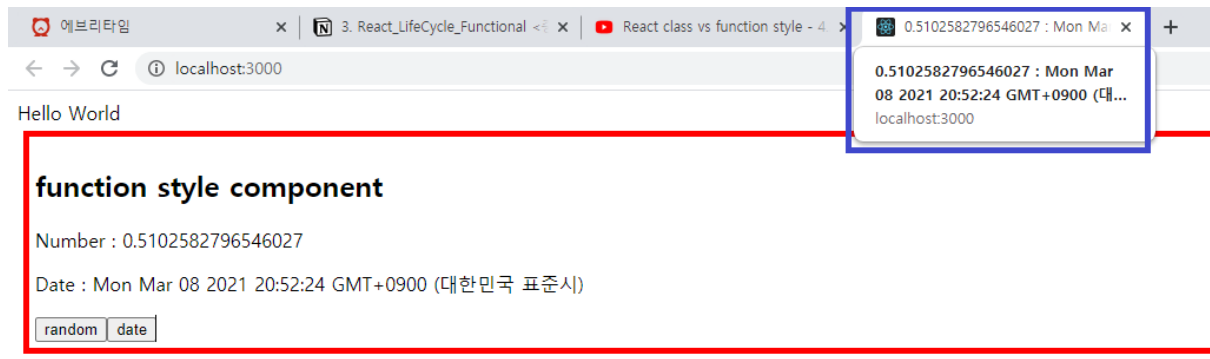 에브리타임
3. React_LifeCycle_Functional <
React class vs function style - 4.
0.5102582796546027 : Mon Ma
localhost:3000
0.5102582796546027 : Mon Mar
08 2021 20:52:24 GMT+0900 (대...
localhost:3000
Hello World
function style component
Number : 0.5102582796546027
Date : Mon Mar 08 2021 20:52:24 GMT+0900 (대한민국 표준시)
random date